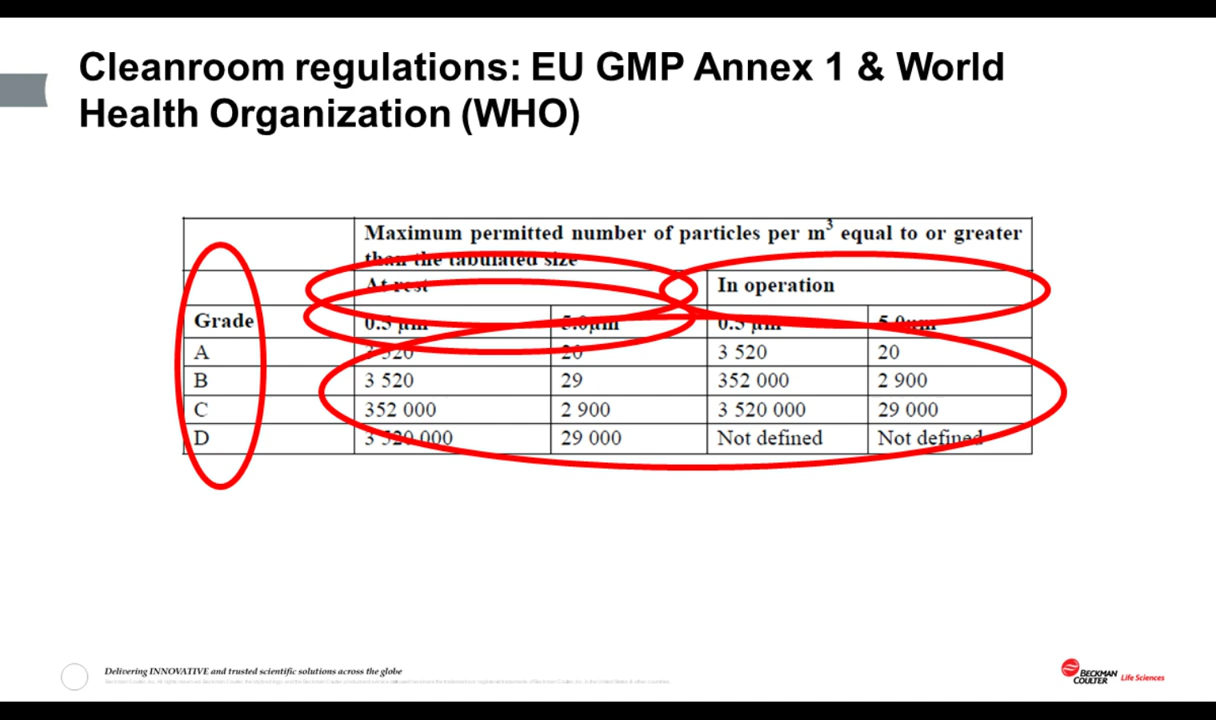 Cleanroom regulations: EU GMP Annex 1 & World
Health Organization (WHO)
Maximum permitted number of particles per m³ equal to or greater
than the tabulated size
At rest In operation
Grade 0.5 µm 5.0µm 0.5 µm 5.0µm
A 3 520 20 3 520 20
B 3 520 29 352 000 2 900
C 352 000 2 900 3 520 000 29 000
D 3 520 000 29 000 Not defined Not defined
Delivering INNOVATIVE and trusted scientific solutions across the globe
BECKMAN
COULTER Life Sciences